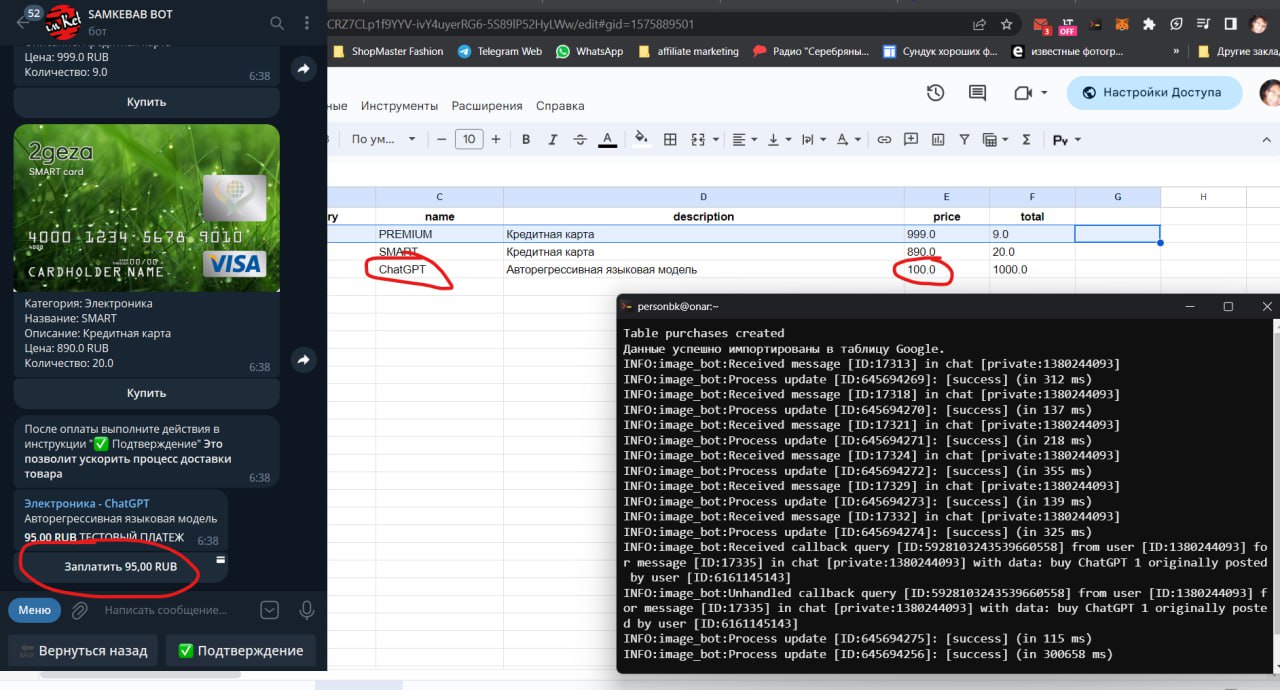 52
SAMKEBAB BOT
бот
Цена: 999.0 RUB
Количество: 9.0
6:38
Купить
2geza
SMART card
4000 1234 5678 9010
4000
00/00
CARDHOLDER NAME
VISA
Категория: Электроника
Название: SMART
Описание: Кредитная карта
Цена: 890.0 RUB
Количество: 20.0
6:38
Купить
После оплаты выполните действия в
инструкции "✅ Подтверждение" Это
позволит ускорить процесс доставки
товара
6:38
Электроника - ChatGPT
Авторегрессивная языковая модель
95.00 RUB ТЕСТОВЫЙ ПЛАТЕЖ
6:38
Заплатить 95,00 RUB
Меню
Написать сообщение...
Вернуться назад
✅ Подтверждение
CRZ7CLp1f9YYV-ivY4uyerRG6-5S89lP52HyLWw/edit#gid=1575889501
3
OFF
ShopMaster Fashion
Telegram Web
WhatsApp
affiliate marketing
Радио "Серебряны...
Сундук хороших ф...
известные фотогр...
»
Другие закла
ные Инструменты Расширения Справка
Настройки Доступа
По ум...
10
B
I
A
Σ
C D E F G H
ry name description price total
PREMIUM Кредитная карта 999.0 9.0
SMART Кредитная карта 890.0 20.0
ChatGPT Авторегрессивная языковая модель 100.0 1000.0
personbk@onar:~
Table purchases created
Данные успешно импортированы в таблицу Google.
INFO:image_bot:Received message [ID:17313] in chat [private:1380244093]
INFO:image_bot:Process update [ID:645694269]: [success] (in 312 ms)
INFO:image_bot:Received message [ID:17318] in chat [private:1380244093]
INFO:image_bot:Process update [ID:645694270]: [success] (in 137 ms)
INFO:image_bot:Received message [ID:17321] in chat [private:1380244093]
INFO:image_bot:Process update [ID:645694271]: [success] (in 218 ms)
INFO:image_bot:Received message [ID:17324] in chat [private:1380244093]
INFO:image_bot:Process update [ID:645694272]: [success] (in 355 ms)
INFO:image_bot:Received message [ID:17329] in chat [private:1380244093]
INFO:image_bot:Process update [ID:645694273]: [success] (in 139 ms)
INFO:image_bot:Received message [ID:17332] in chat [private:1380244093]
INFO:image_bot:Process update [ID:645694274]: [success] (in 325 ms)
INFO:image_bot:Received callback query [ID:5928103243539660558] from user [ID:1380244093] fo
r message [ID:17335] in chat [private:1380244093] with data: buy ChatGPT 1 originally posted
by user [ID:6161145143]
INFO:image_bot:Unhandled callback query [ID:5928103243539660558] from user [ID:1380244093] f
or message [ID:17335] in chat [private:1380244093] with data: buy ChatGPT 1 originally poste
d by user [ID:6161145143]
INFO:image_bot:Process update [ID:645694275]: [success] (in 115 ms)
INFO:image_bot:Process update [ID:645694256]: [success] (in 300658 ms)